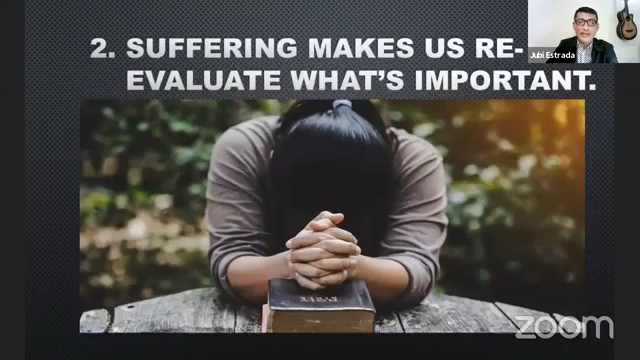 2. SUFFERING MAKES US RE-
EVALUATE WHAT'S IMPORTANT.
Jubi Estrada
zoom